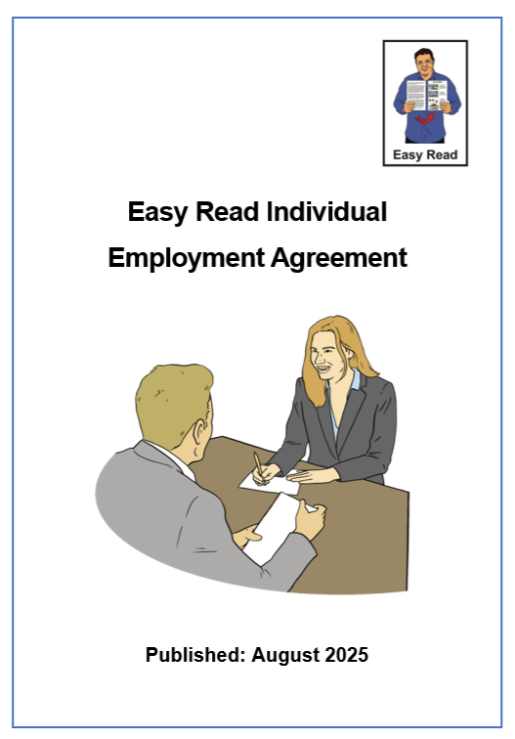 Easy Read
Easy Read Individual
Employment Agreement
Published: August 2025